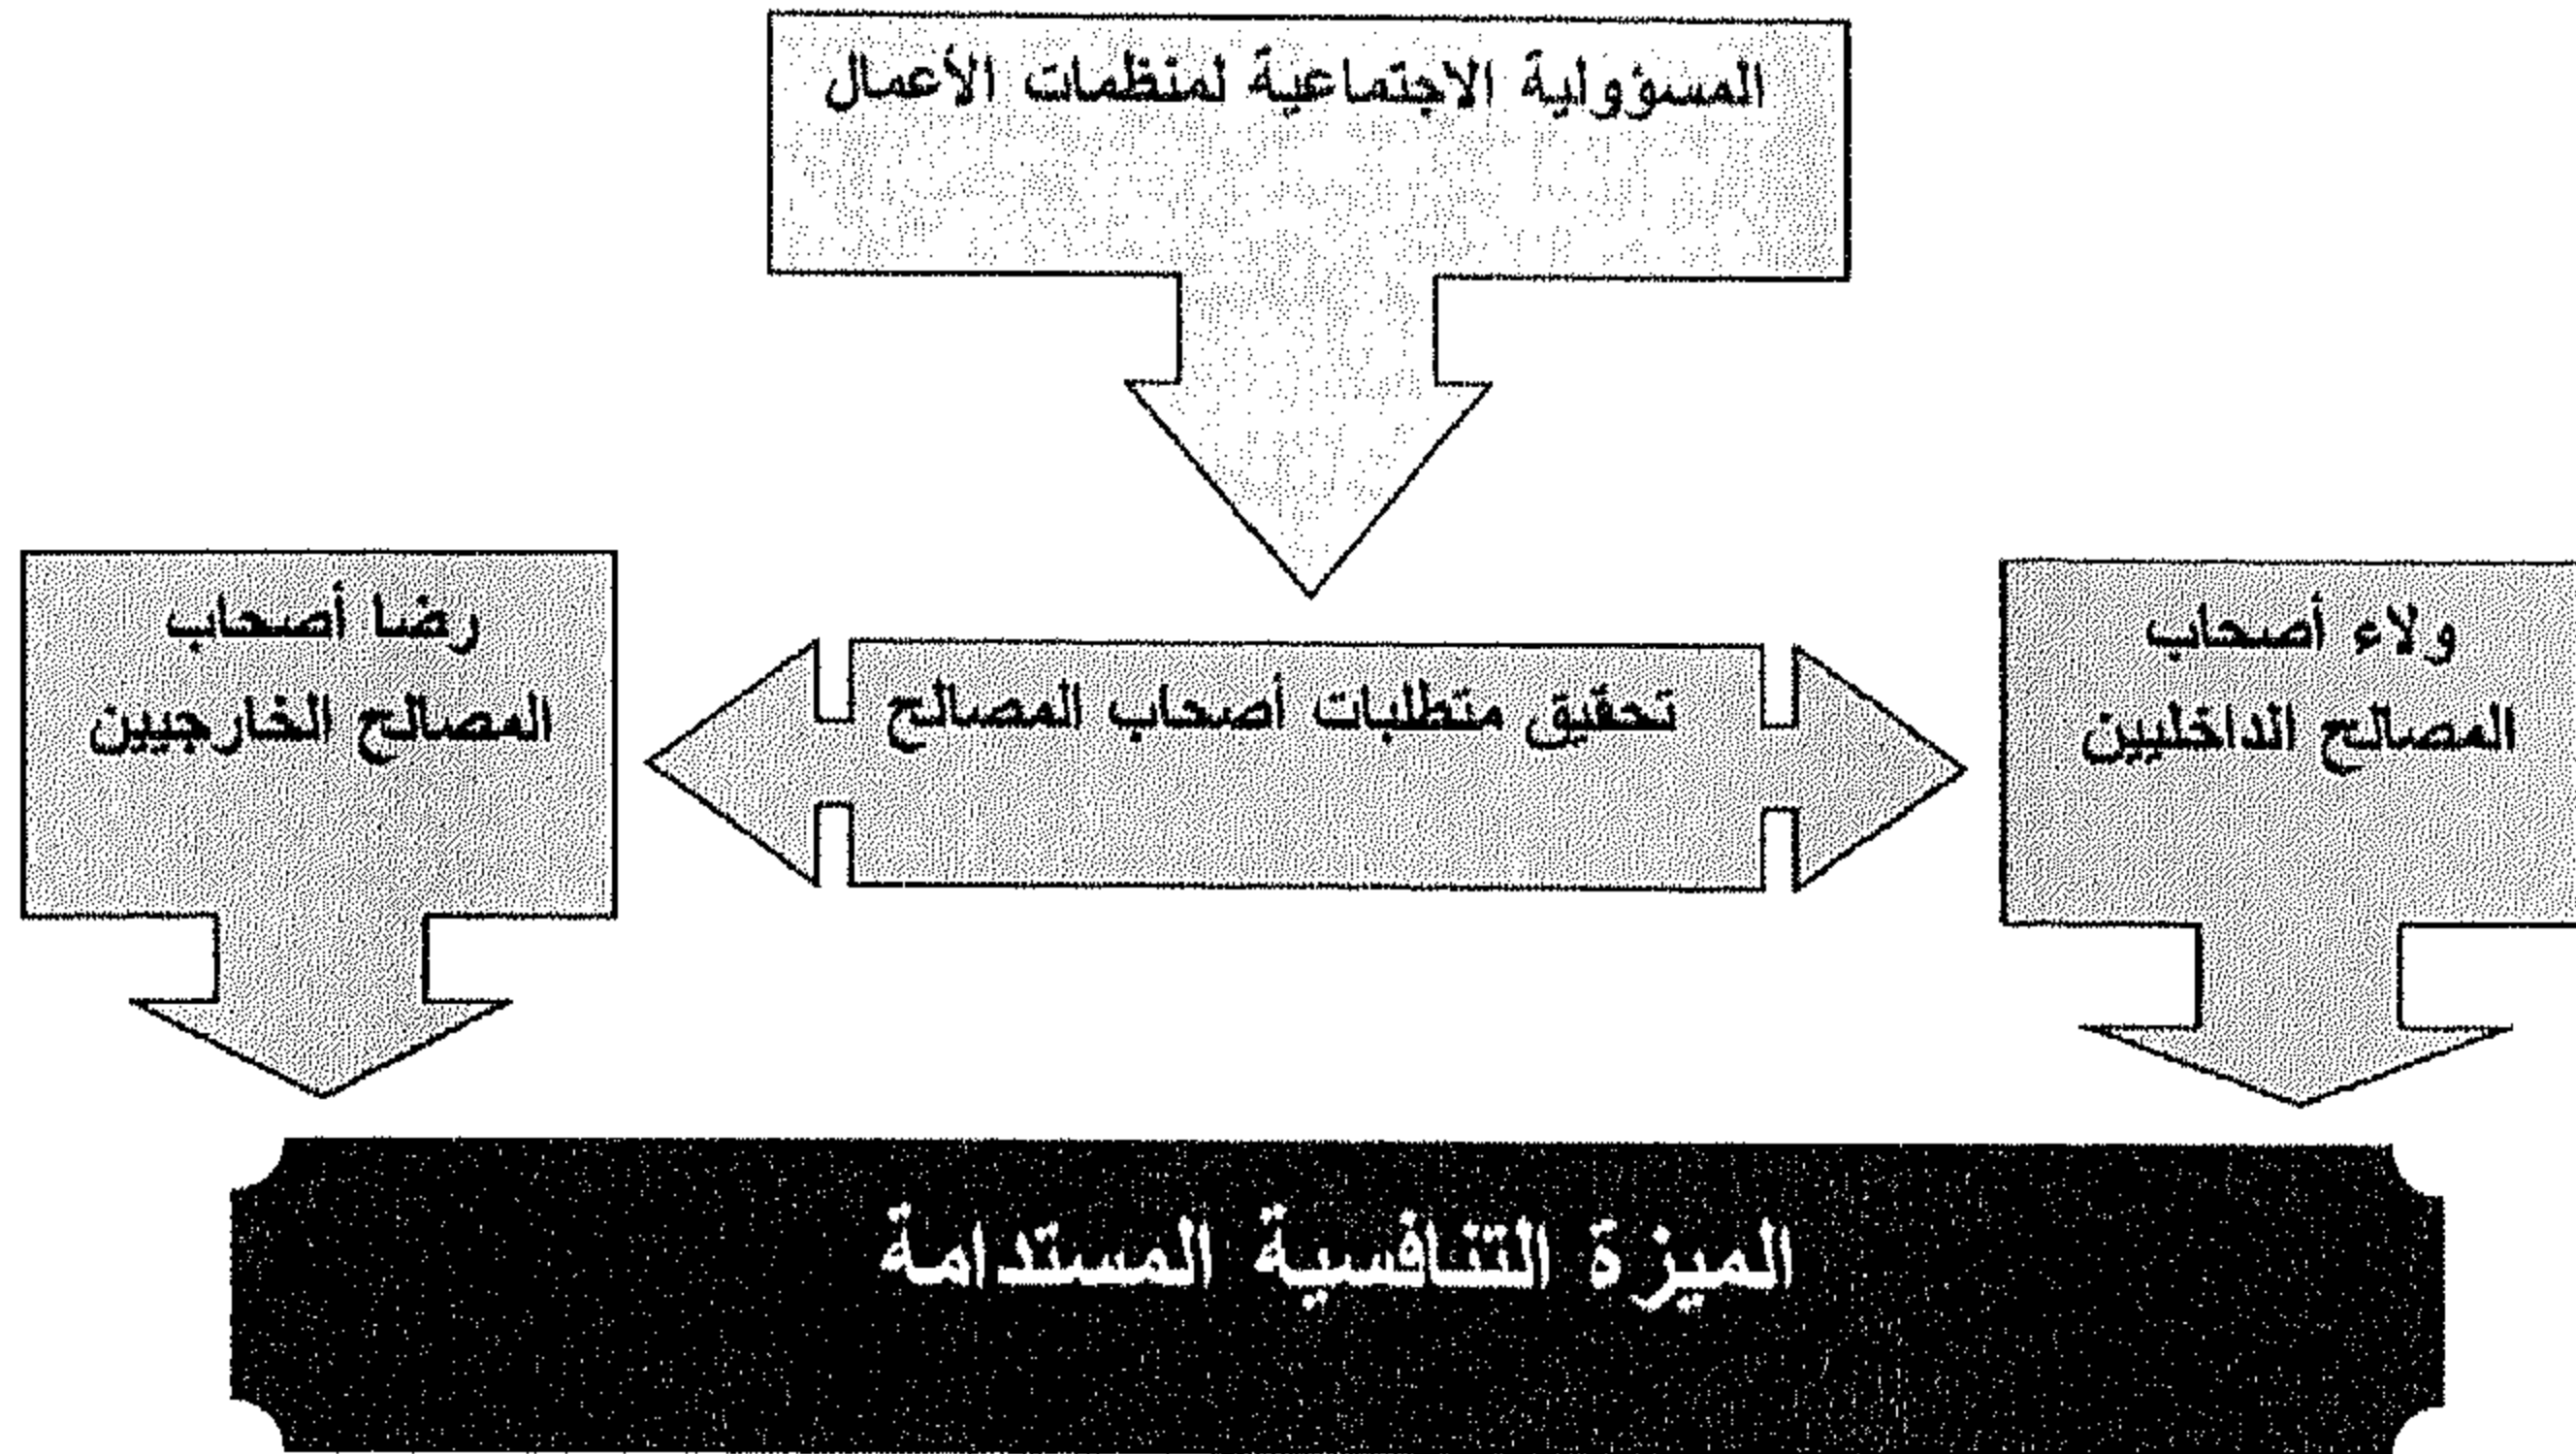 المسؤولية الاجتماعية لمنظمات الأعمال
ولاء أصحاب
المصالح الداخليين
تحقيق متطلبات أصحاب المصالح
رضا أصحاب
المصالح الخارجيين
الميزة التنافسية المستدامة